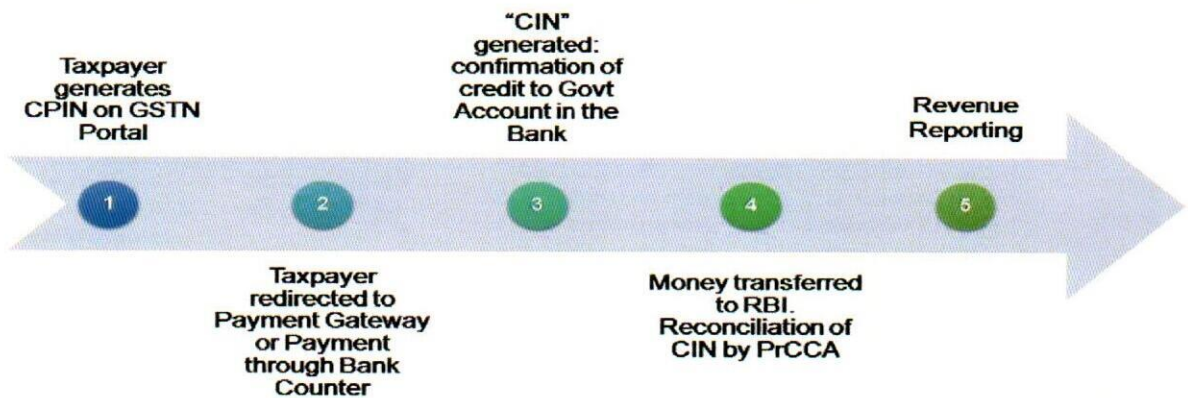 Taxpayer
generates
CPIN on GSTN
Portal
1
Taxpayer
redirected to
Payment Gateway
or Payment
through Bank
Counter
2
“CIN”
generated:
confirmation of
credit to Govt
Account in the
Bank
3
Money transferred
to RBI.
Reconciliation of
CIN by PrCCA
4
Revenue
Reporting
5